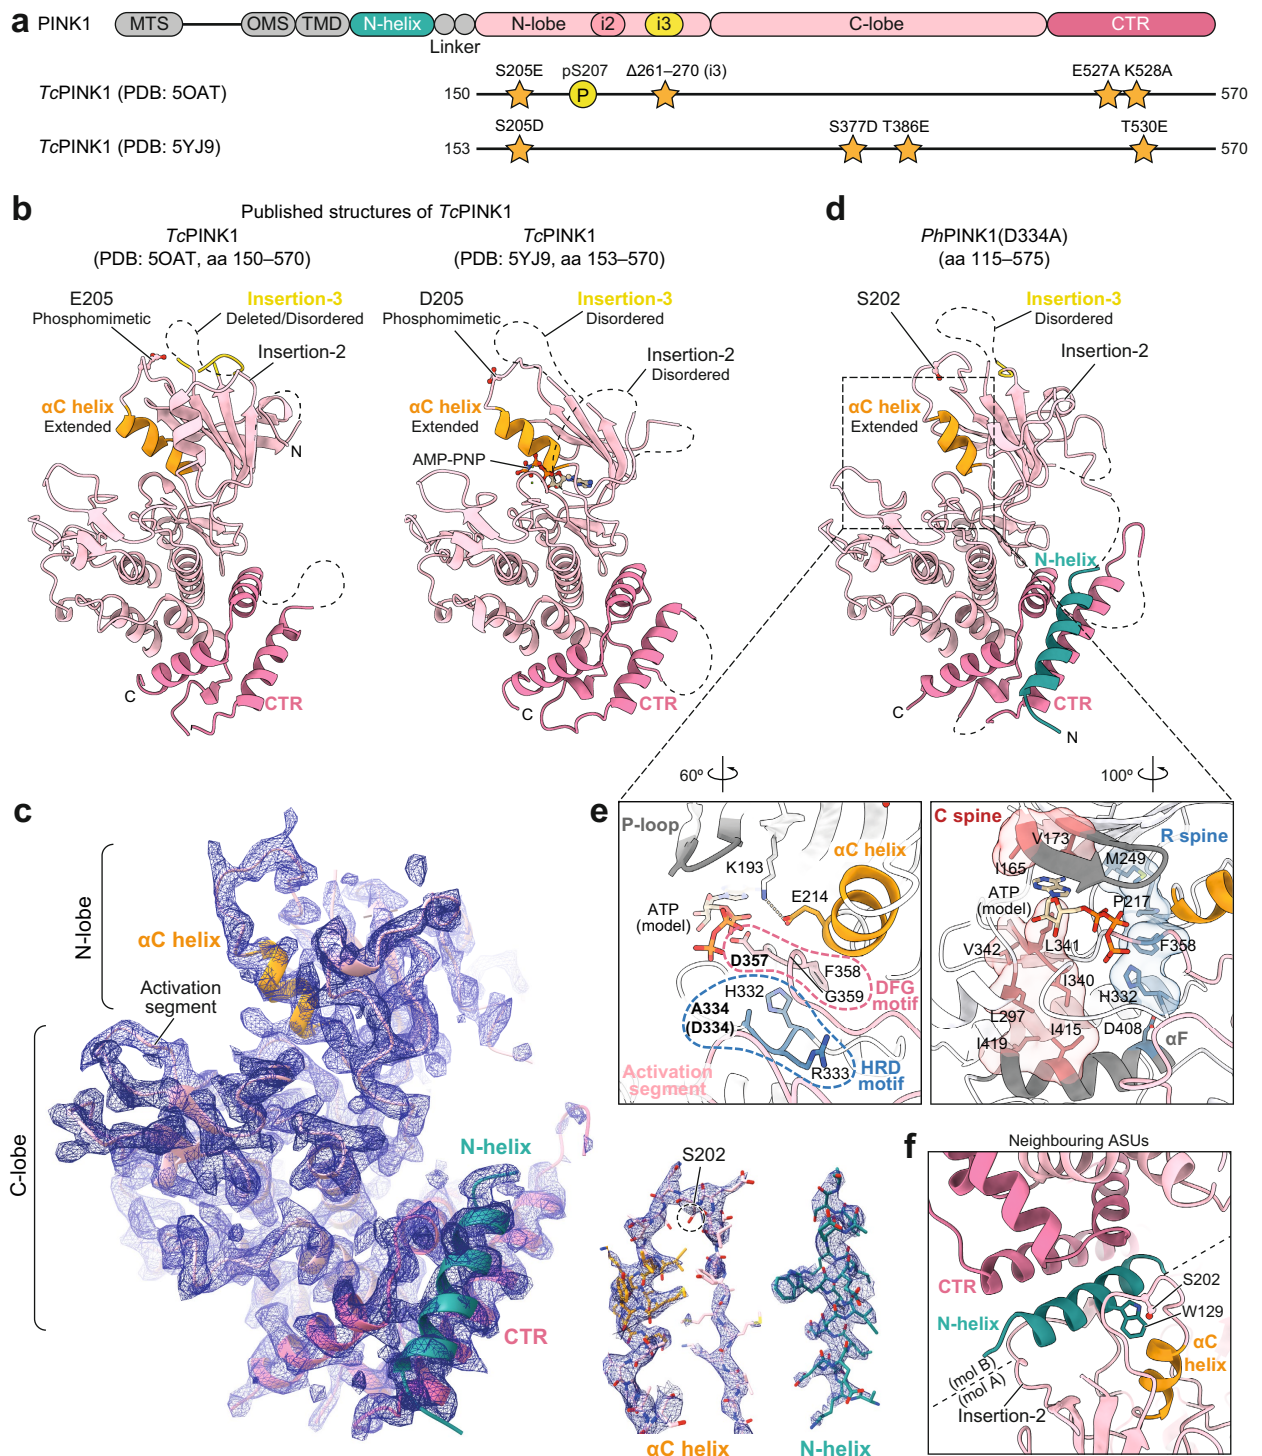 a
PINK1
MTS
OMS
TMD
N-helix
N-lobe
i2
i3
C-lobe
CTR
Linker
TcPINK1 (PDB: 5OAT)
150
S205E
pS207
P
Δ261–270 (i3)
E527A
K528A
570
TcPINK1 (PDB: 5YJ9)
153
S205D
S377D
T386E
T530E
570
b
Published structures of TcPINK1
TcPINK1
(PDB: 5OAT, aa 150–570)
E205
Phosphomimetic
Insertion-3
Deleted/Disordered
Insertion-2
αC helix
Extended
N
C
CTR
TcPINK1
(PDB: 5YJ9, aa 153–570)
D205
Phosphomimetic
Insertion-3
Disordered
Insertion-2
Disordered
αC helix
Extended
AMP-PNP
C
CTR
d
PhPINK1(D334A)
(aa 115–575)
S202
Insertion-3
Disordered
Insertion-2
αC helix
Extended
N-helix
C
CTR
N
60º
100º
c
N-lobe
αC helix
Activation
segment
C-lobe
N-helix
CTR
S202
αC helix
N-helix
e
P-loop
K193
αC helix
E214
ATP
(model)
D357
F358
G359
DFG
motif
H332
A334
(D334)
R333
HRD
motif
Activation
segment
C spine
V173
R spine
M249
I165
ATP
(model)
P217
V342
L341
F358
I340
H332
L297
I415
D408
I419
αF
f
Neighbouring ASUs
CTR
S202
W129
N-helix
αC
helix
(mol B)
(mol A)
Insertion-2